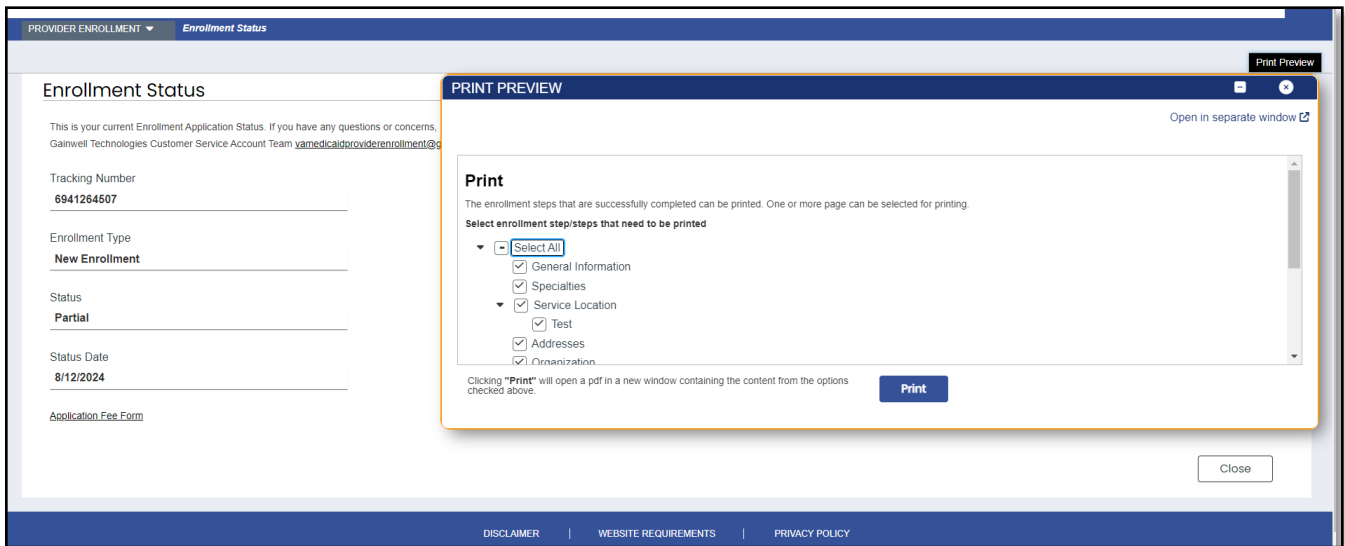 PROVIDER ENROLLMENT
Enrollment Status
Print Preview
Enrollment Status
This is your current Enrollment Application Status. If you have any questions or concerns,
Gainwell Technologies Customer Service Account Team vamedicaidproviderenrollment@g
Tracking Number
6941264507
Enrollment Type
New Enrollment
Status
Partial
Status Date
8/12/2024
Application Fee Form
PRINT PREVIEW
Open in separate window
Print
The enrollment steps that are successfully completed can be printed. One or more page can be selected for printing.
Select enrollment step/steps that need to be printed
Select All
General Information
Specialties
Service Location
Test
Addresses
Organization
Clicking "Print" will open a pdf in a new window containing the content from the options
checked above.
Print
Close
DISCLAIMER | WEBSITE REQUIREMENTS | PRIVACY POLICY